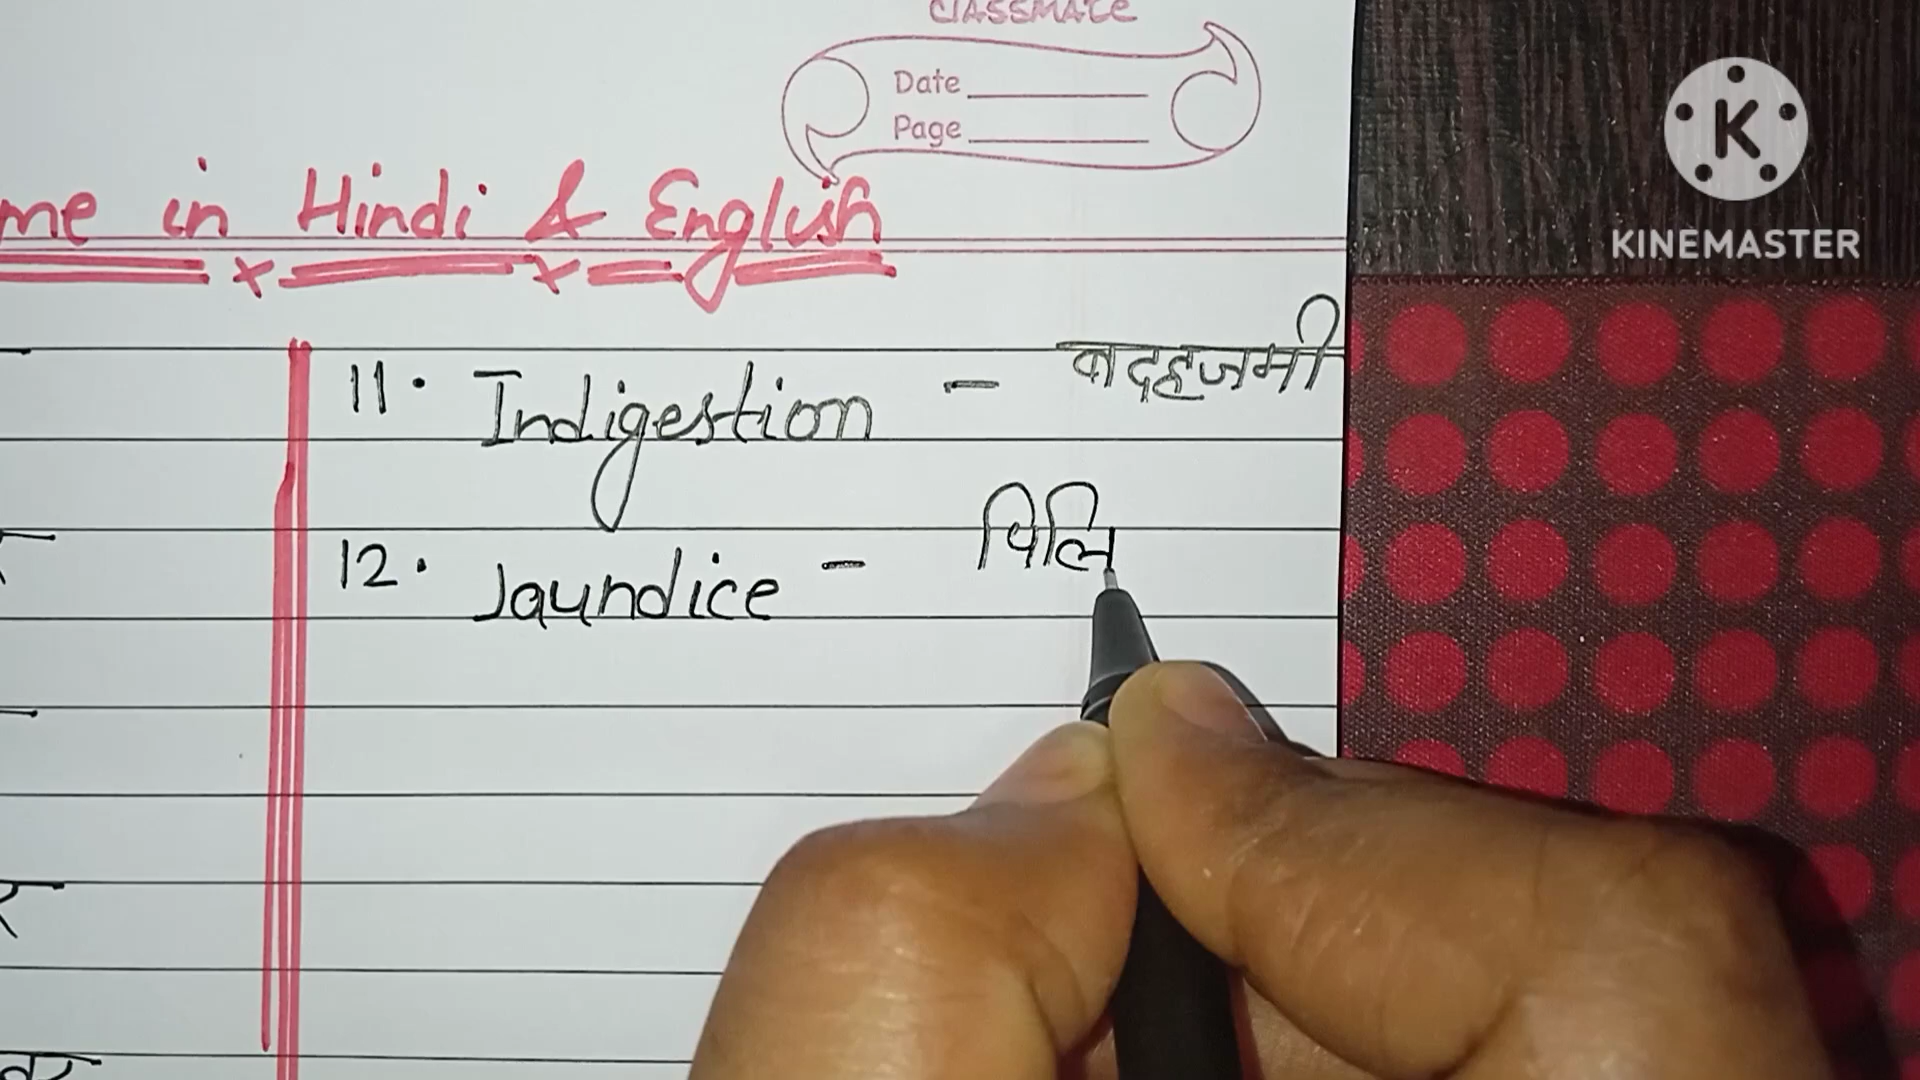 classmate
Date
Page
KINEMASTER
me in Hindi & English
11. Indigestion - बदहजमी
12. Jaundice - पिलि